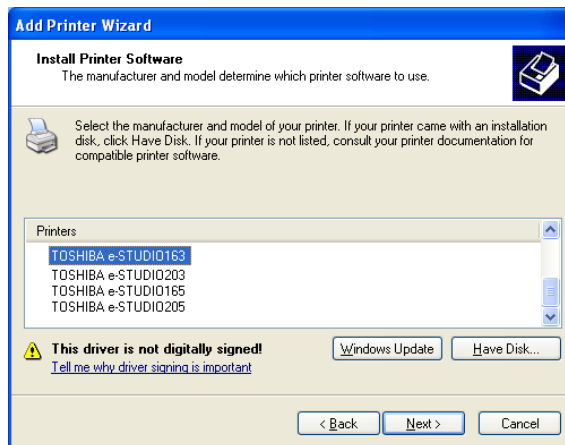 Add Printer Wizard
Install Printer Software
The manufacturer and model determine which printer software to use.
Select the manufacturer and model of your printer. If your printer came with an installation
disk, click Have Disk. If your printer is not listed, consult your printer documentation for
compatible printer software.
Printers
TOSHIBA e-STUDIO163
TOSHIBA e-STUDIO203
TOSHIBA e-STUDIO165
TOSHIBA e-STUDIO205
This driver is not digitally signed!
Tell me why driver signing is important
Windows Update
Have Disk...
< Back
Next >
Cancel